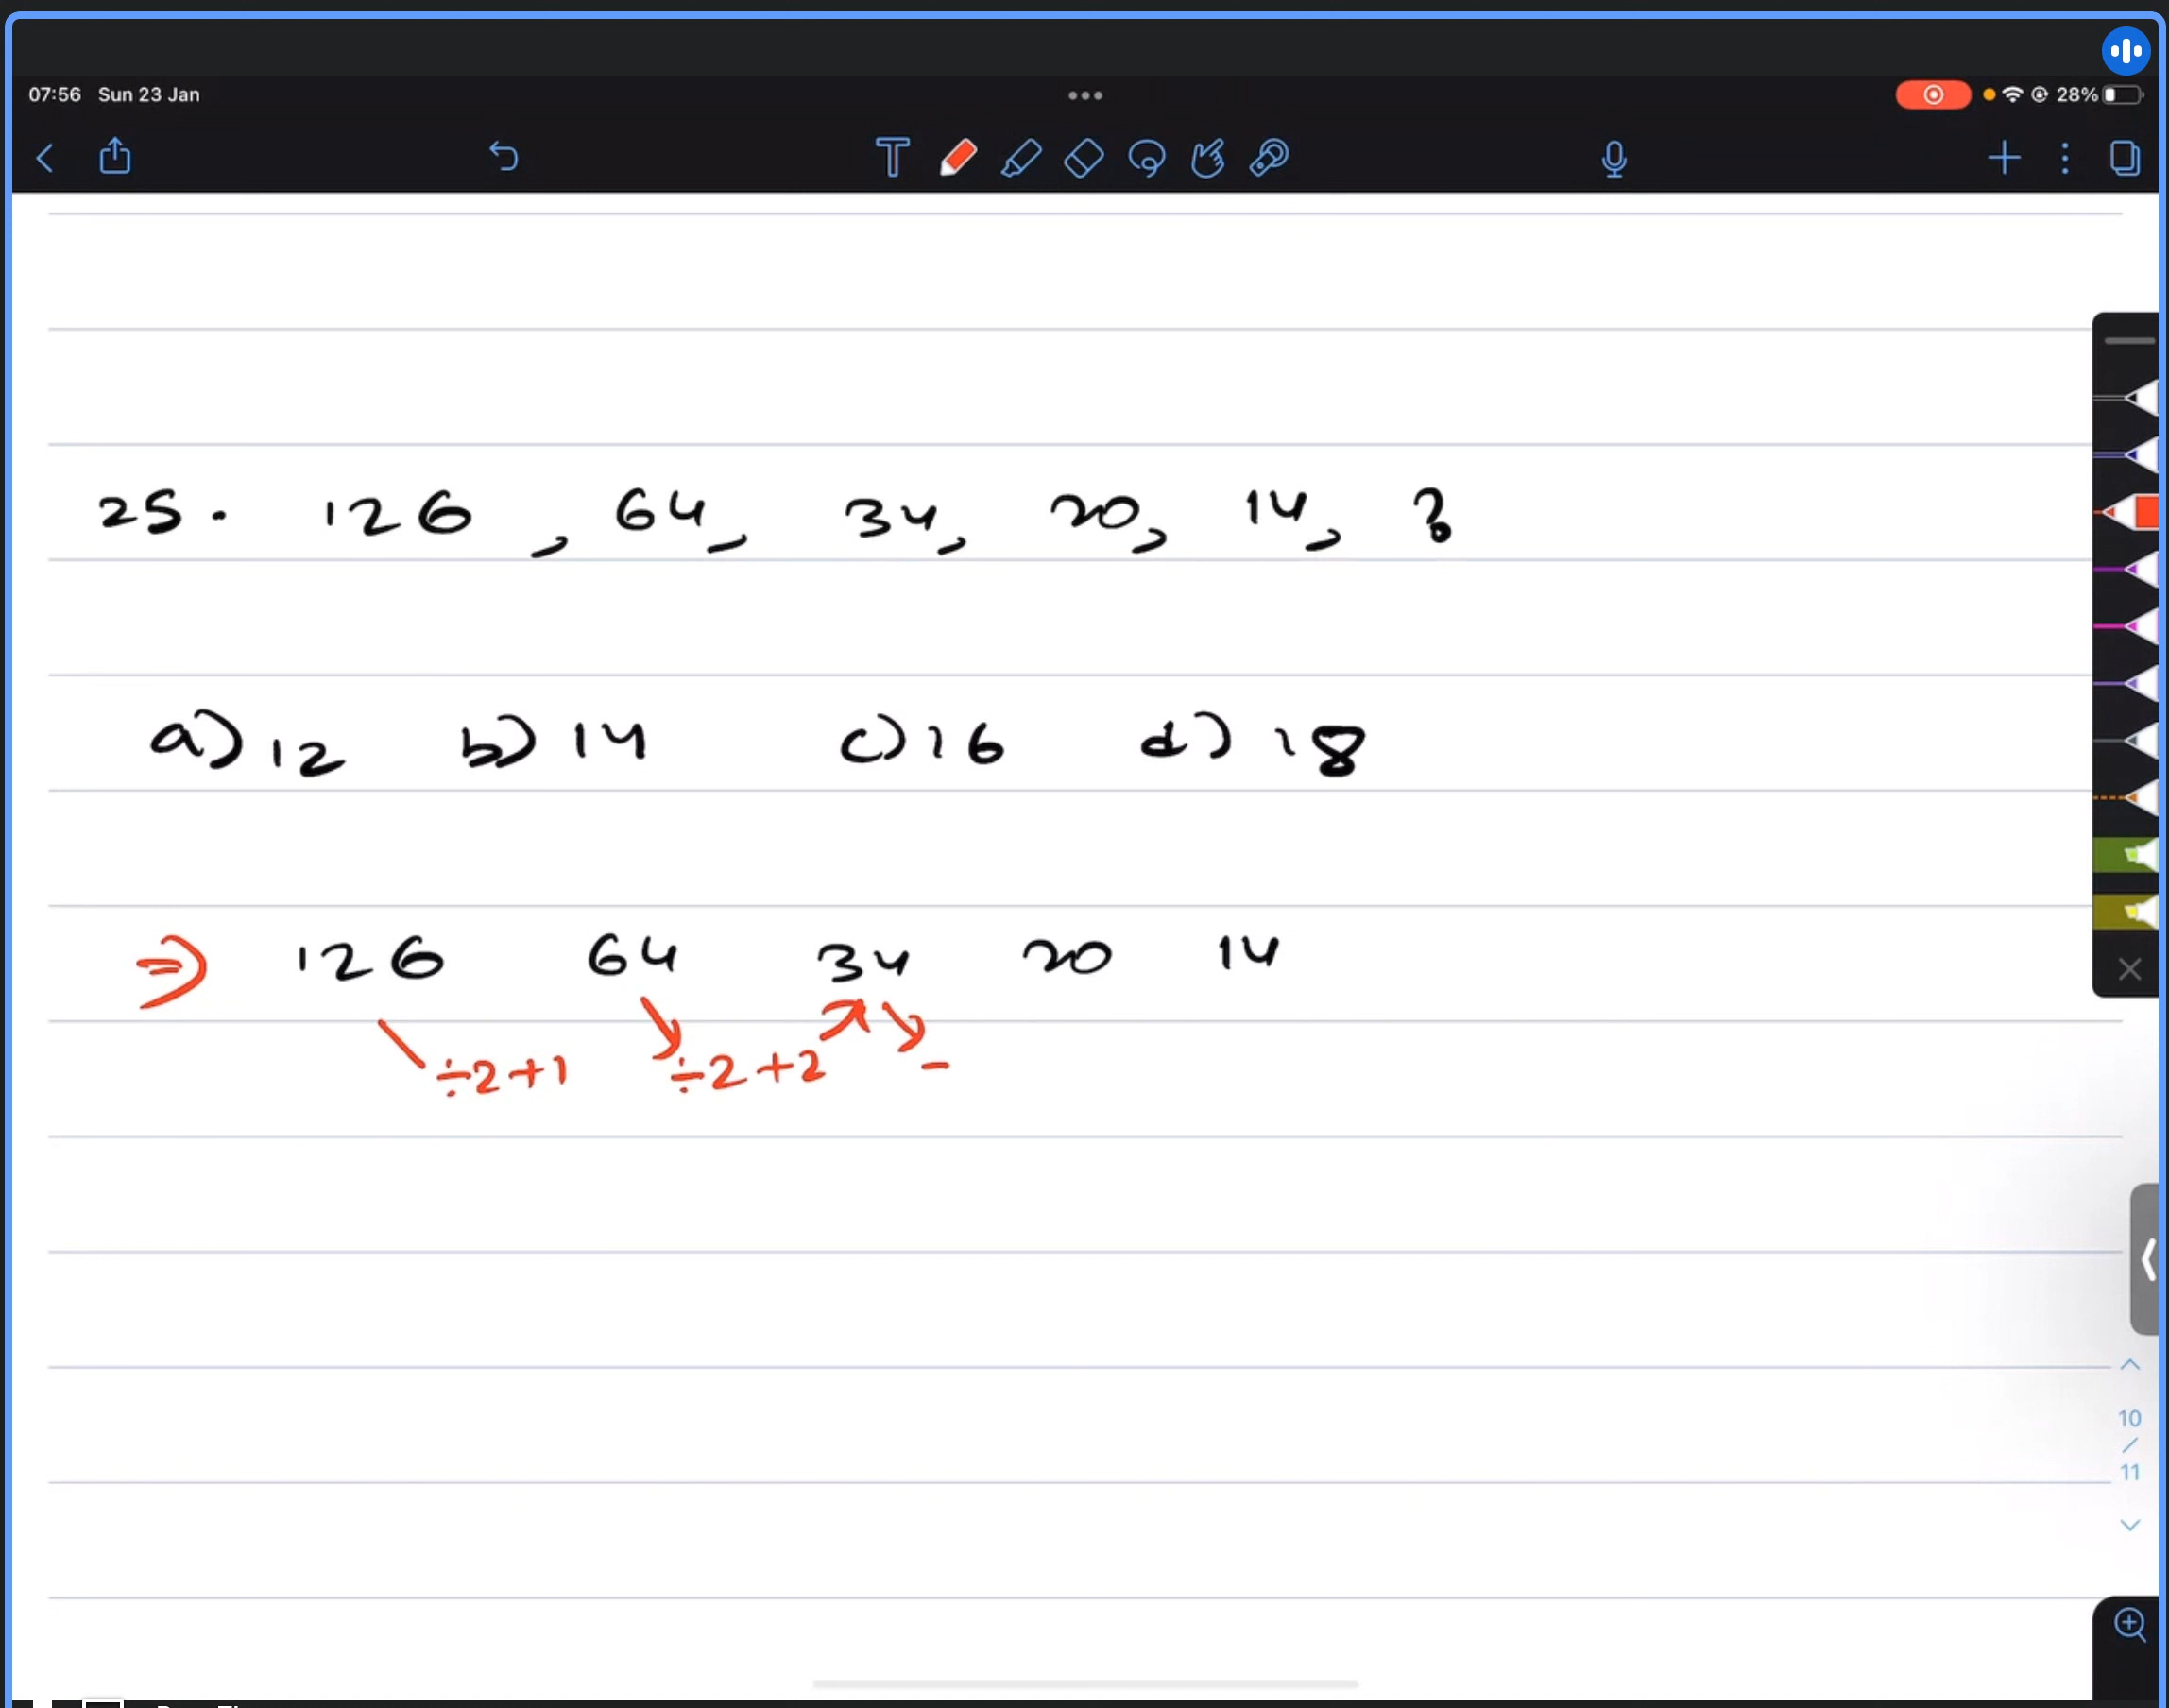 07:56 Sun 23 Jan
28%
25. 126, 64, 34, 20, 14, ?
a) 12 b) 14 c) 16 d) 18
⇒ 126 64 34 20 14
÷2+1 ÷2+2 -
10
/
11